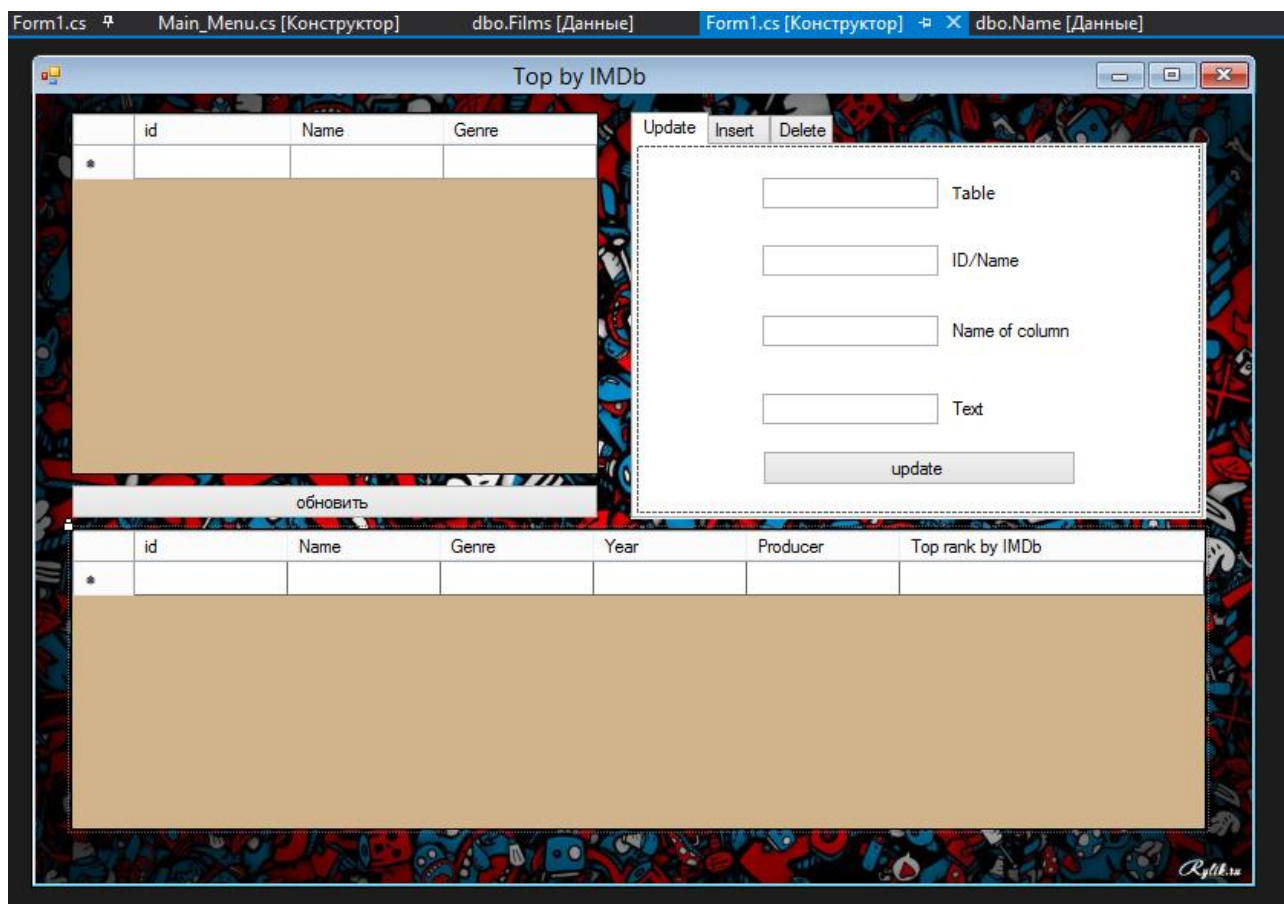 Form1.cs Main_Menu.cs [Конструктор] dbo.Films [Данные] Form1.cs [Конструктор] dbo.Name [Данные]
Top by IMDb
id Name Genre
Update Insert Delete
Table
ID/Name
Name of column
Text
update
обновить
id Name Genre Year Producer Top rank by IMDb
Rylik.ru